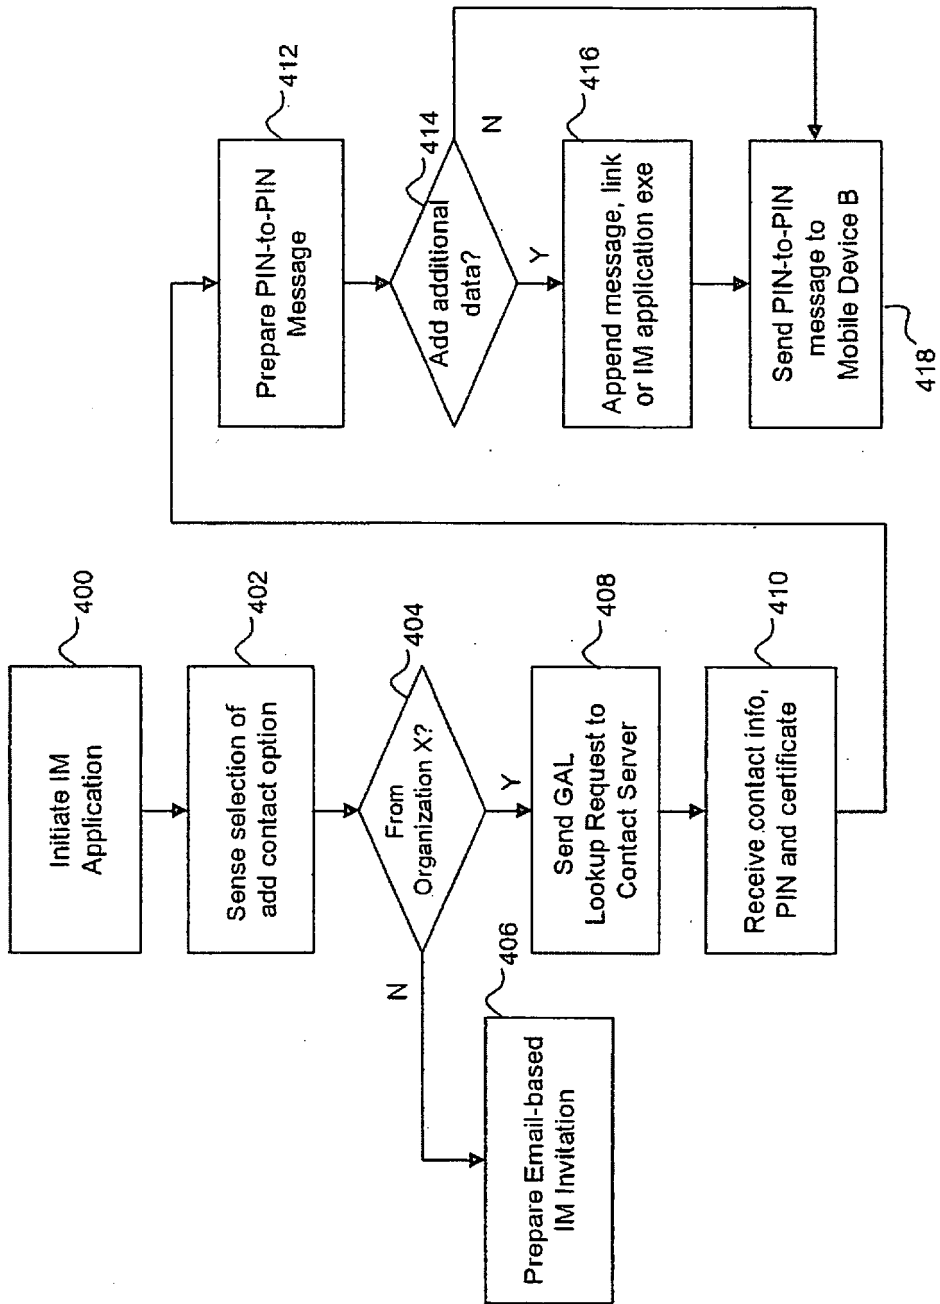 400
Initiate IM
Application
402
Sense selection of
add contact option
404
From
Organization X?
N
406
Prepare Email-based
IM Invitation
Y
408
Send GAL
Lookup Request to
Contact Server
410
Receive contact info,
PIN and certificate
412
Prepare PIN-to-PIN
Message
414
Add additional
data?
N
Y
416
Append message, link
or IM application exe
Send PIN-to-PIN
message to
Mobile Device B
418